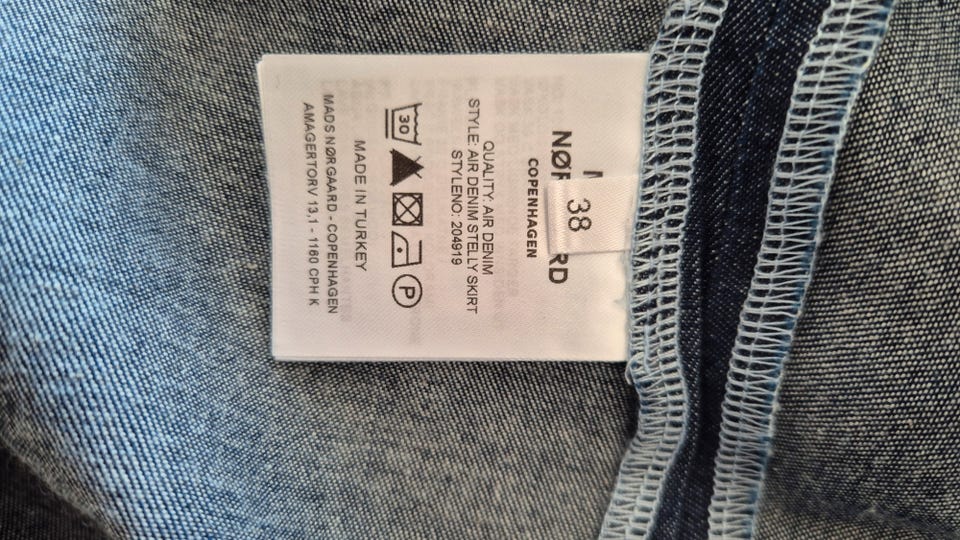 38
NØR
RD
COPENHAGEN
QUALITY: AIR DENIM
STYLE: AIR DENIM STELLY SKIRT
STYLENO: 204919
30
P
MADE IN TURKEY
MADS NØRGAARD - COPENHAGEN
AMAGERTORV 13,1 - 1160 CPH K